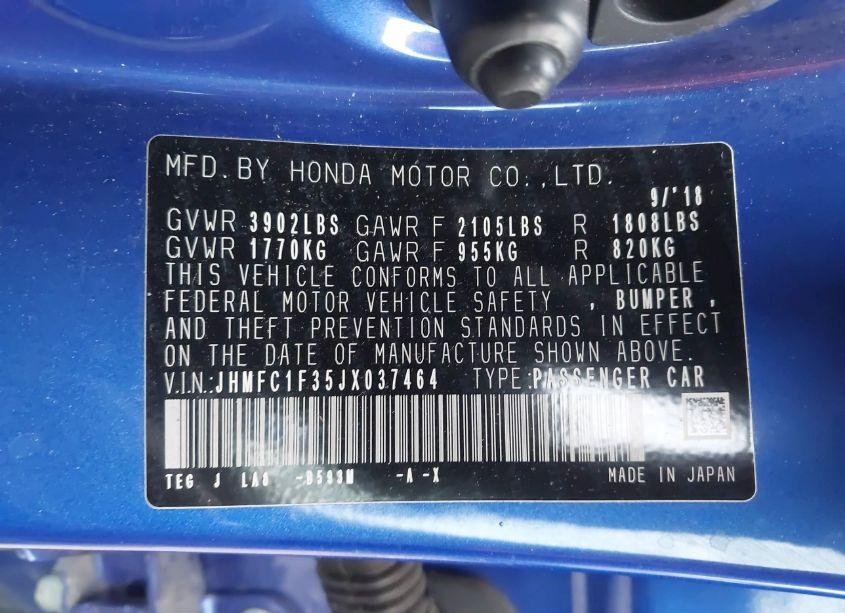 MFD. BY HONDA MOTOR CO., LTD.
9/'18
GVWR 3902LBS GAWR F 2105LBS R 1808LBS
GVWR 1770KG GAWR F 955KG R 820KG
THIS VEHICLE CONFORMS TO ALL APPLICABLE
FEDERAL MOTOR VEHICLE SAFETY , BUMPER ,
AND THEFT PREVENTION STANDARDS IN EFFECT
ON THE DATE OF MANUFACTURE SHOWN ABOVE.
V.I.N.: JHMFC1F35JX037464 TYPE: PASSENGER CAR
TEG J -B593M -A -X MADE IN JAPAN